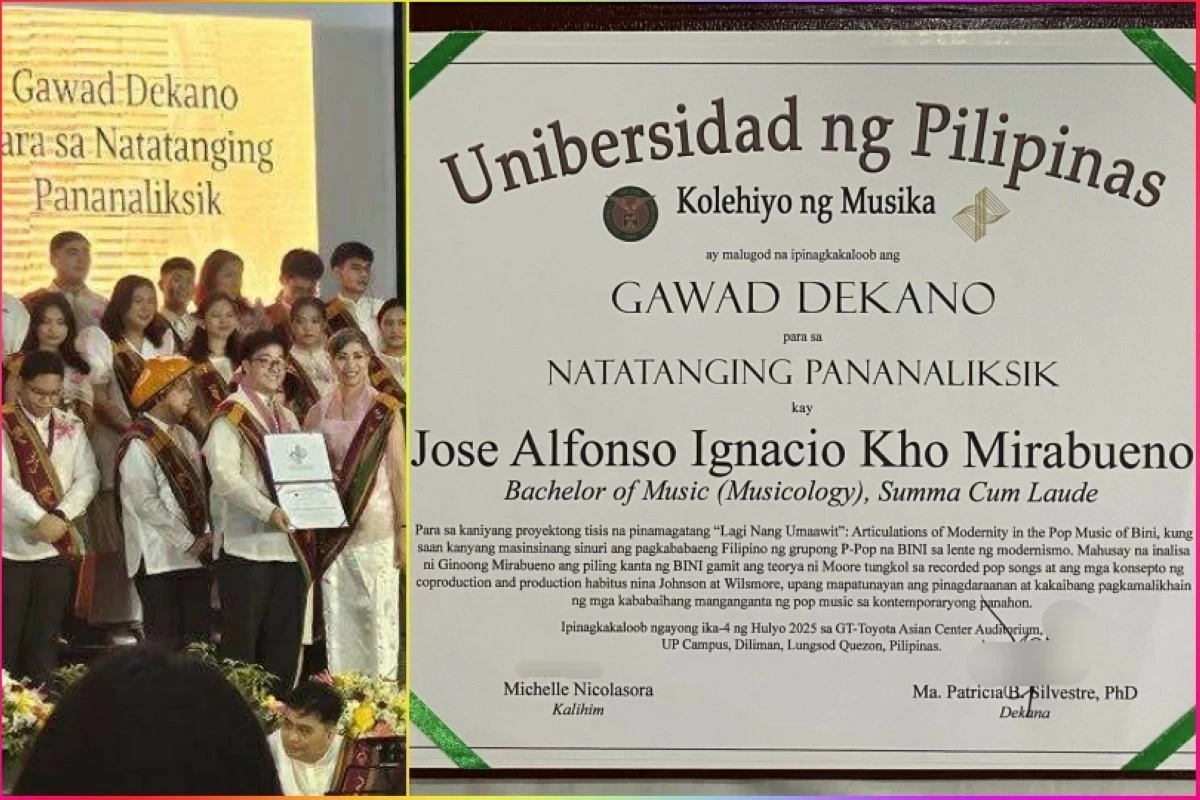 Gawad Dekano
ara sa Natatanging
Pananaliksik
Unibersidad ng Pilipinas
Kolehiyo ng Musika
ay malugod na ipinagkakaloob ang
GAWAD DEKANO
para sa
NATATANGING PANANALIKSIK
kay
Jose Alfonso Ignacio Kho Mirabueno
Bachelor of Music (Musicology), Summa Cum Laude
Para sa kaniyang proyektong tisis na pinamagatang “Lagi Nang Umaawit”: Articulations of Modernity in the Pop Music of Bini, kung
saan kanyang masinsinang sinuri ang pagkababaeng Filipino ng grupong P-Pop na BINI sa lente ng modernismo. Mahusay na inalisa
ni Ginoong Mirabueno ang piling kanta ng BINI gamit ang teorya ni Moore tungkol sa recorded pop songs at ang mga konsepto ng
coproduction and production habitus nina Johnson at Wilsmore, upang mapatunayan ang pinagdaraanan at kakaibang pagkamalikhain
ng mga kababaihang manganganta ng pop music sa kontemporaryong panahon.
Ipinagkakaloob ngayong ika-4 ng Hulyo 2025 sa GT-Toyota Asian Center Auditorium,
UP Campus, Diliman, Lungsod Quezon, Pilipinas.
Michelle Nicolasora
Kalihim
Ma. Patricia B. Silvestre, PhD
Dekana